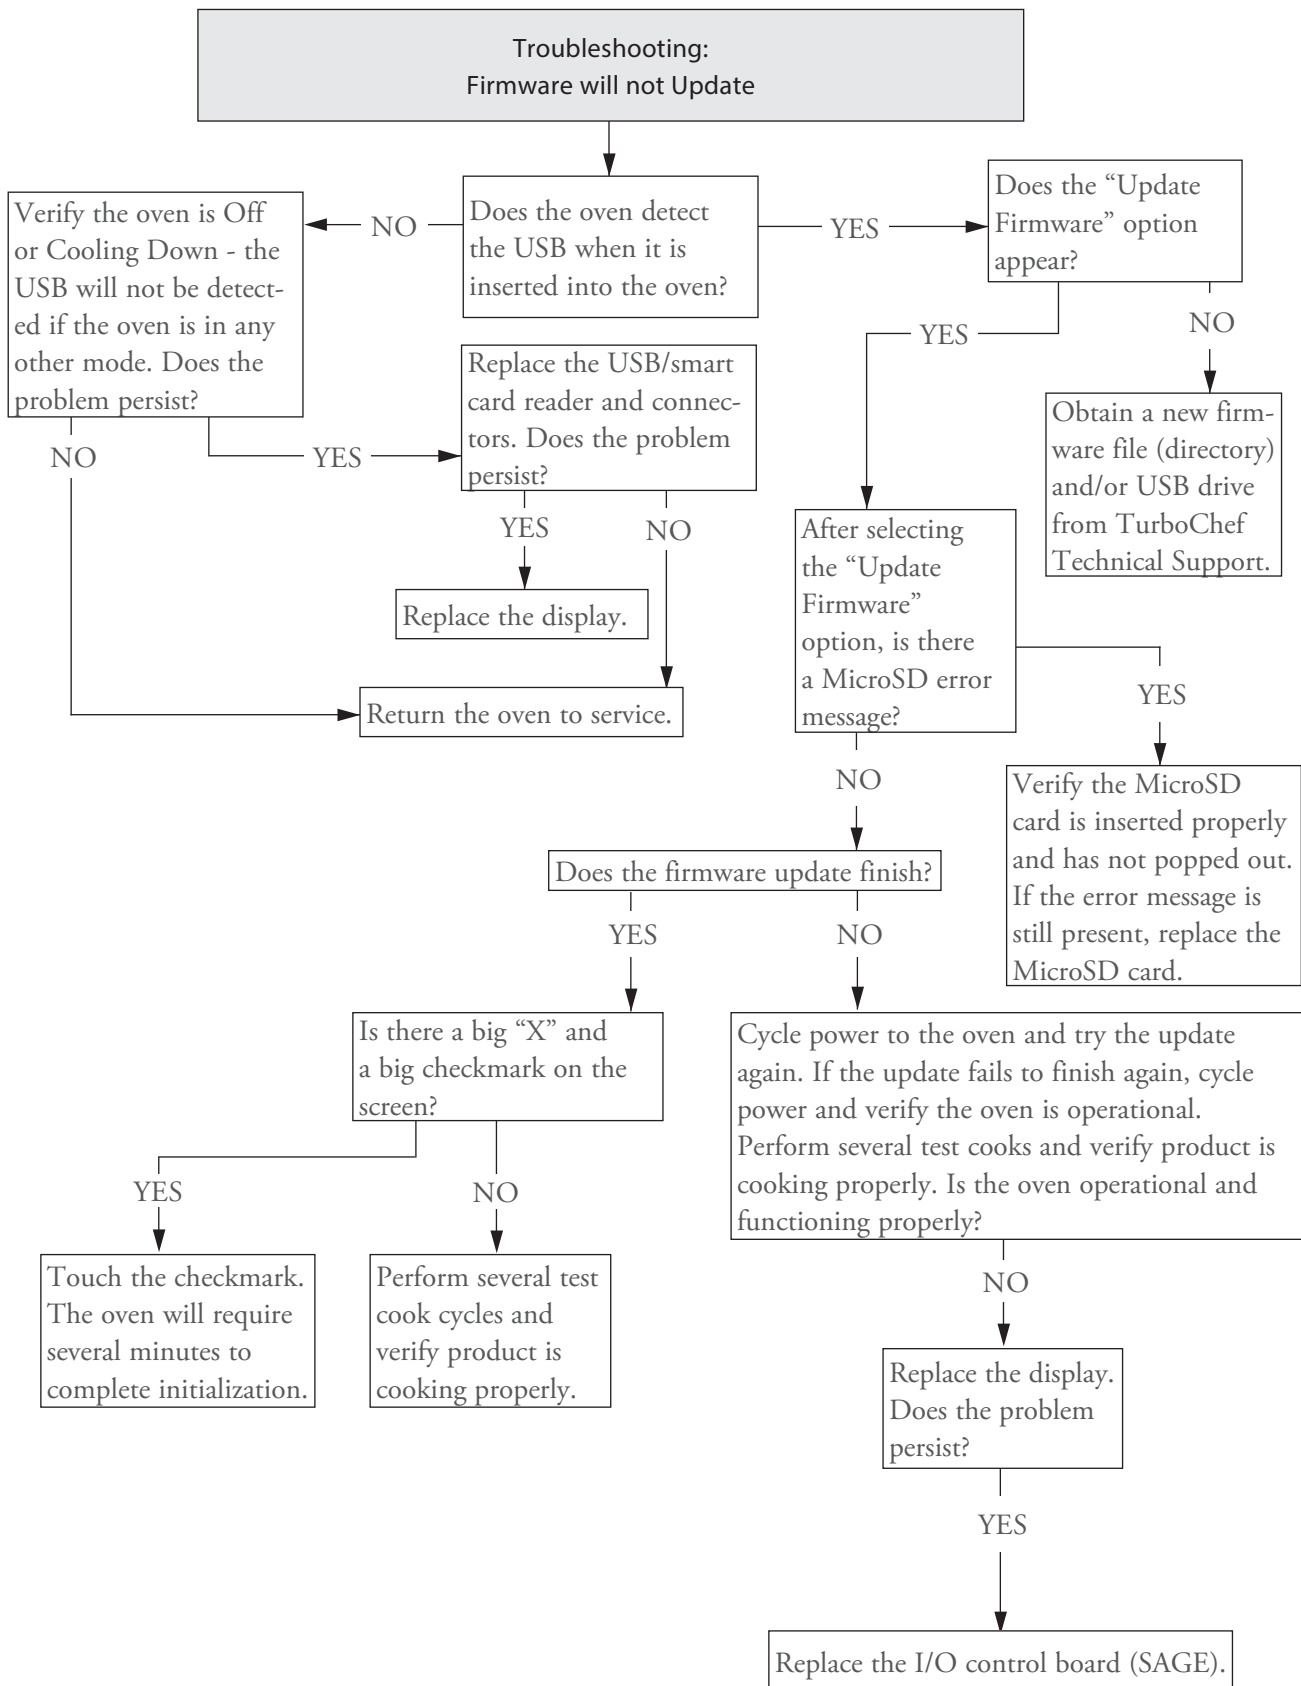 Troubleshooting:
Firmware will not Update
Verify the oven is Off
or Cooling Down - the
USB will not be detect-
ed if the oven is in any
other mode. Does the
problem persist?
NO
Does the oven detect
the USB when it is
inserted into the oven?
YES
Does the “Update
Firmware” option
appear?
YES
NO
Replace the USB/smart
card reader and connec-
tors. Does the problem
persist?
Obtain a new firm-
ware file (directory)
and/or USB drive
from TurboChef
Technical Support.
NO
YES
YES
NO
After selecting
the “Update
Firmware”
option, is there
a MicroSD error
message?
Replace the display.
Return the oven to service.
YES
NO
Verify the MicroSD
card is inserted properly
and has not popped out.
If the error message is
still present, replace the
MicroSD card.
Does the firmware update finish?
YES
NO
Is there a big “X” and
a big checkmark on the
screen?
Cycle power to the oven and try the update
again. If the update fails to finish again, cycle
power and verify the oven is operational.
Perform several test cooks and verify product is
cooking properly. Is the oven operational and
functioning properly?
YES
NO
Touch the checkmark.
The oven will require
several minutes to
complete initialization.
Perform several test
cook cycles and
verify product is
cooking properly.
NO
Replace the display.
Does the problem
persist?
YES
Replace the I/O control board (SAGE).